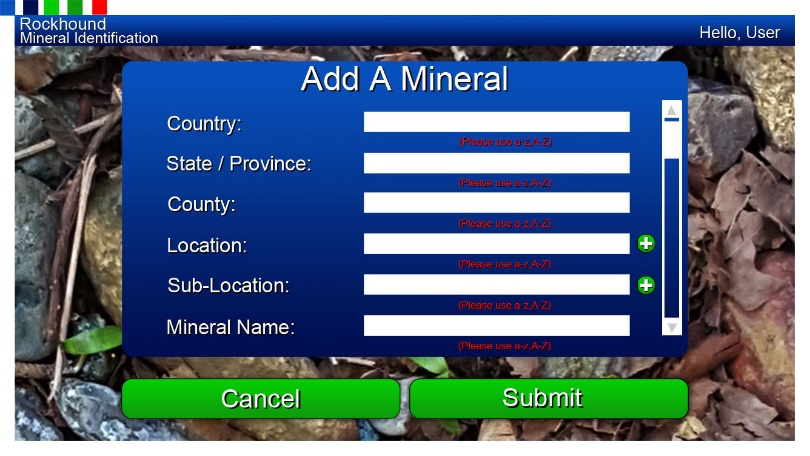 Rockhound
Mineral Identification
Hello, User
Add A Mineral
Country:
(Please use a-z,A-Z)
State / Province:
(Please use a-z,A-Z)
County:
(Please use a-z,A-Z)
Location:
(Please use a-z,A-Z)
Sub-Location:
(Please use a-z,A-Z)
Mineral Name:
(Please use a-z,A-Z)
Cancel
Submit